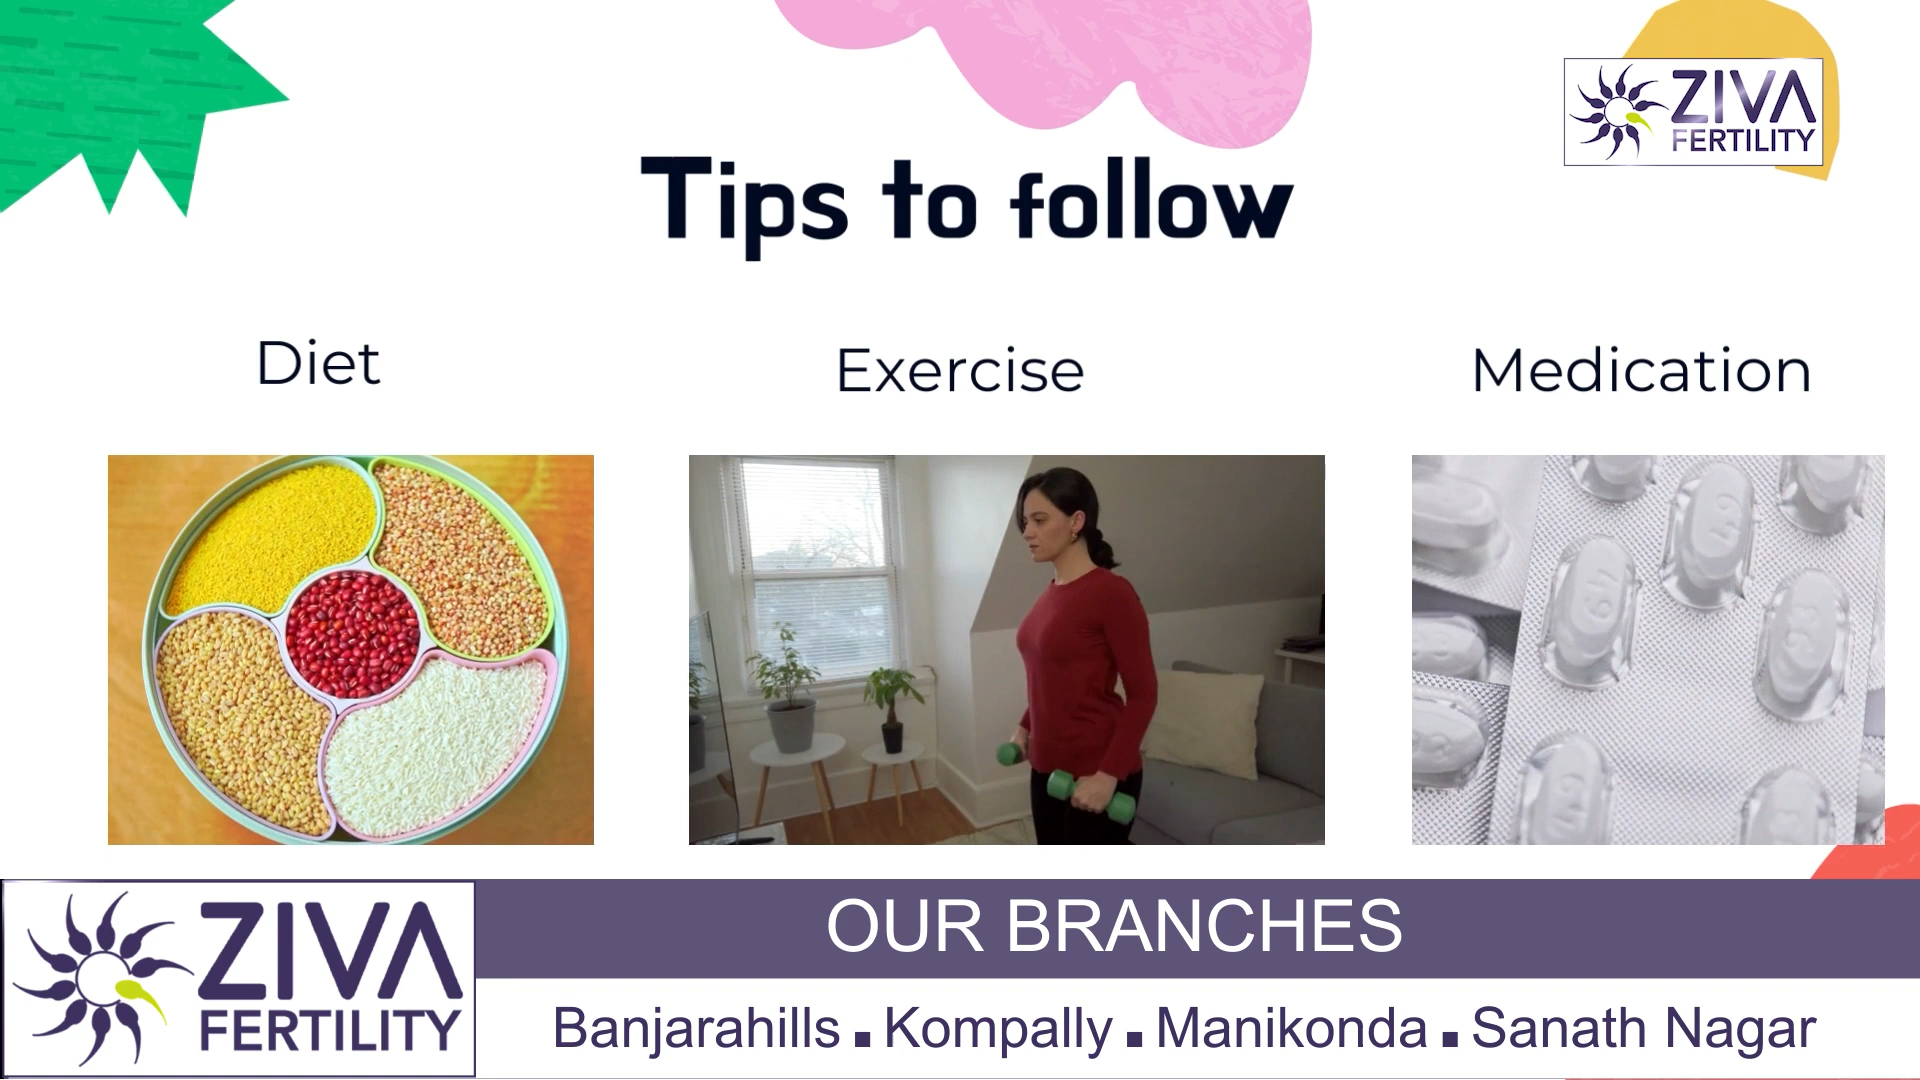 ZIVA
FERTILITY
Tips to follow
Diet
Exercise
Medication
ZIVA
FERTILITY
OUR BRANCHES
Banjarahills ▪ Kompally ▪ Manikonda ▪ Sanath Nagar